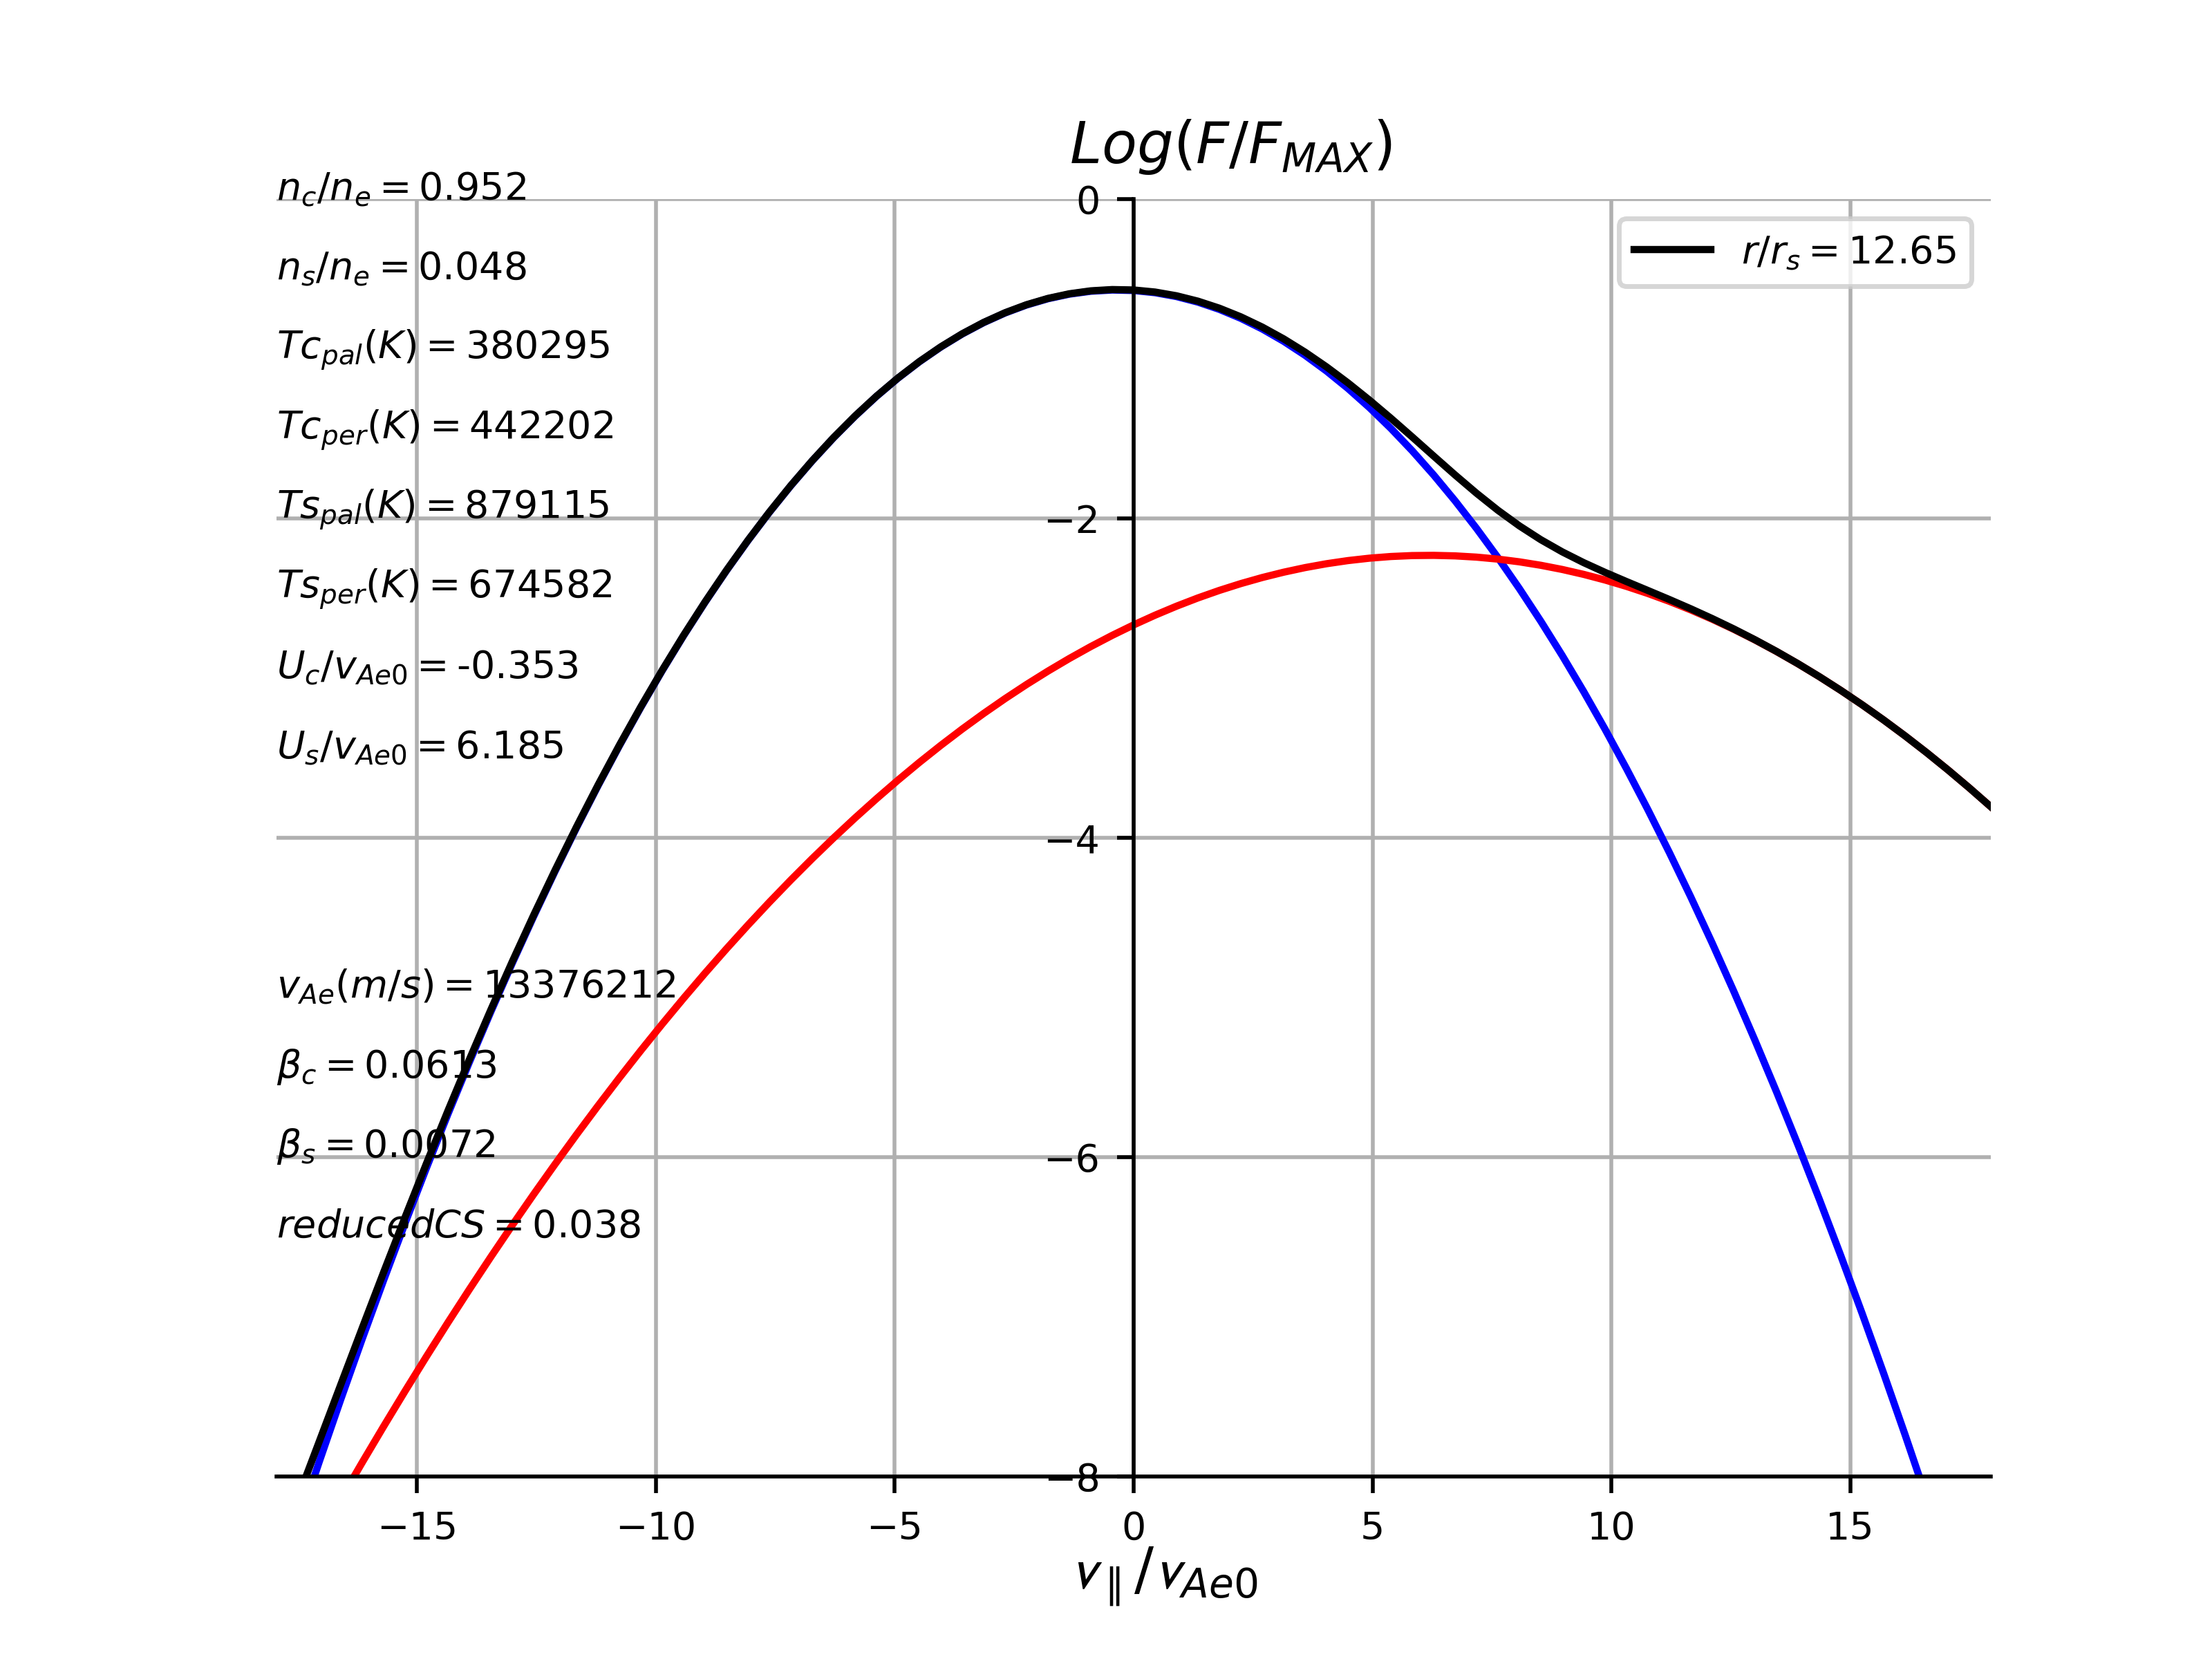 Log(F/F_MAX)
n_c/n_e = 0.952
n_s/n_e = 0.048
Tc_pal(K) = 380295
Tc_per(K) = 442202
Ts_pal(K) = 879115
Ts_per(K) = 674582
U_c/v_Ae0 = -0.353
U_s/v_Ae0 = 6.185
v_Ae(m/s) = 13376212
β_c = 0.0613
β_s = 0.0072
reducedCS = 0.038
r/r_s = 12.65
0
−2
−4
−6
−8
−15 −10 −5 0 5 10 15
v_∥/v_Ae0